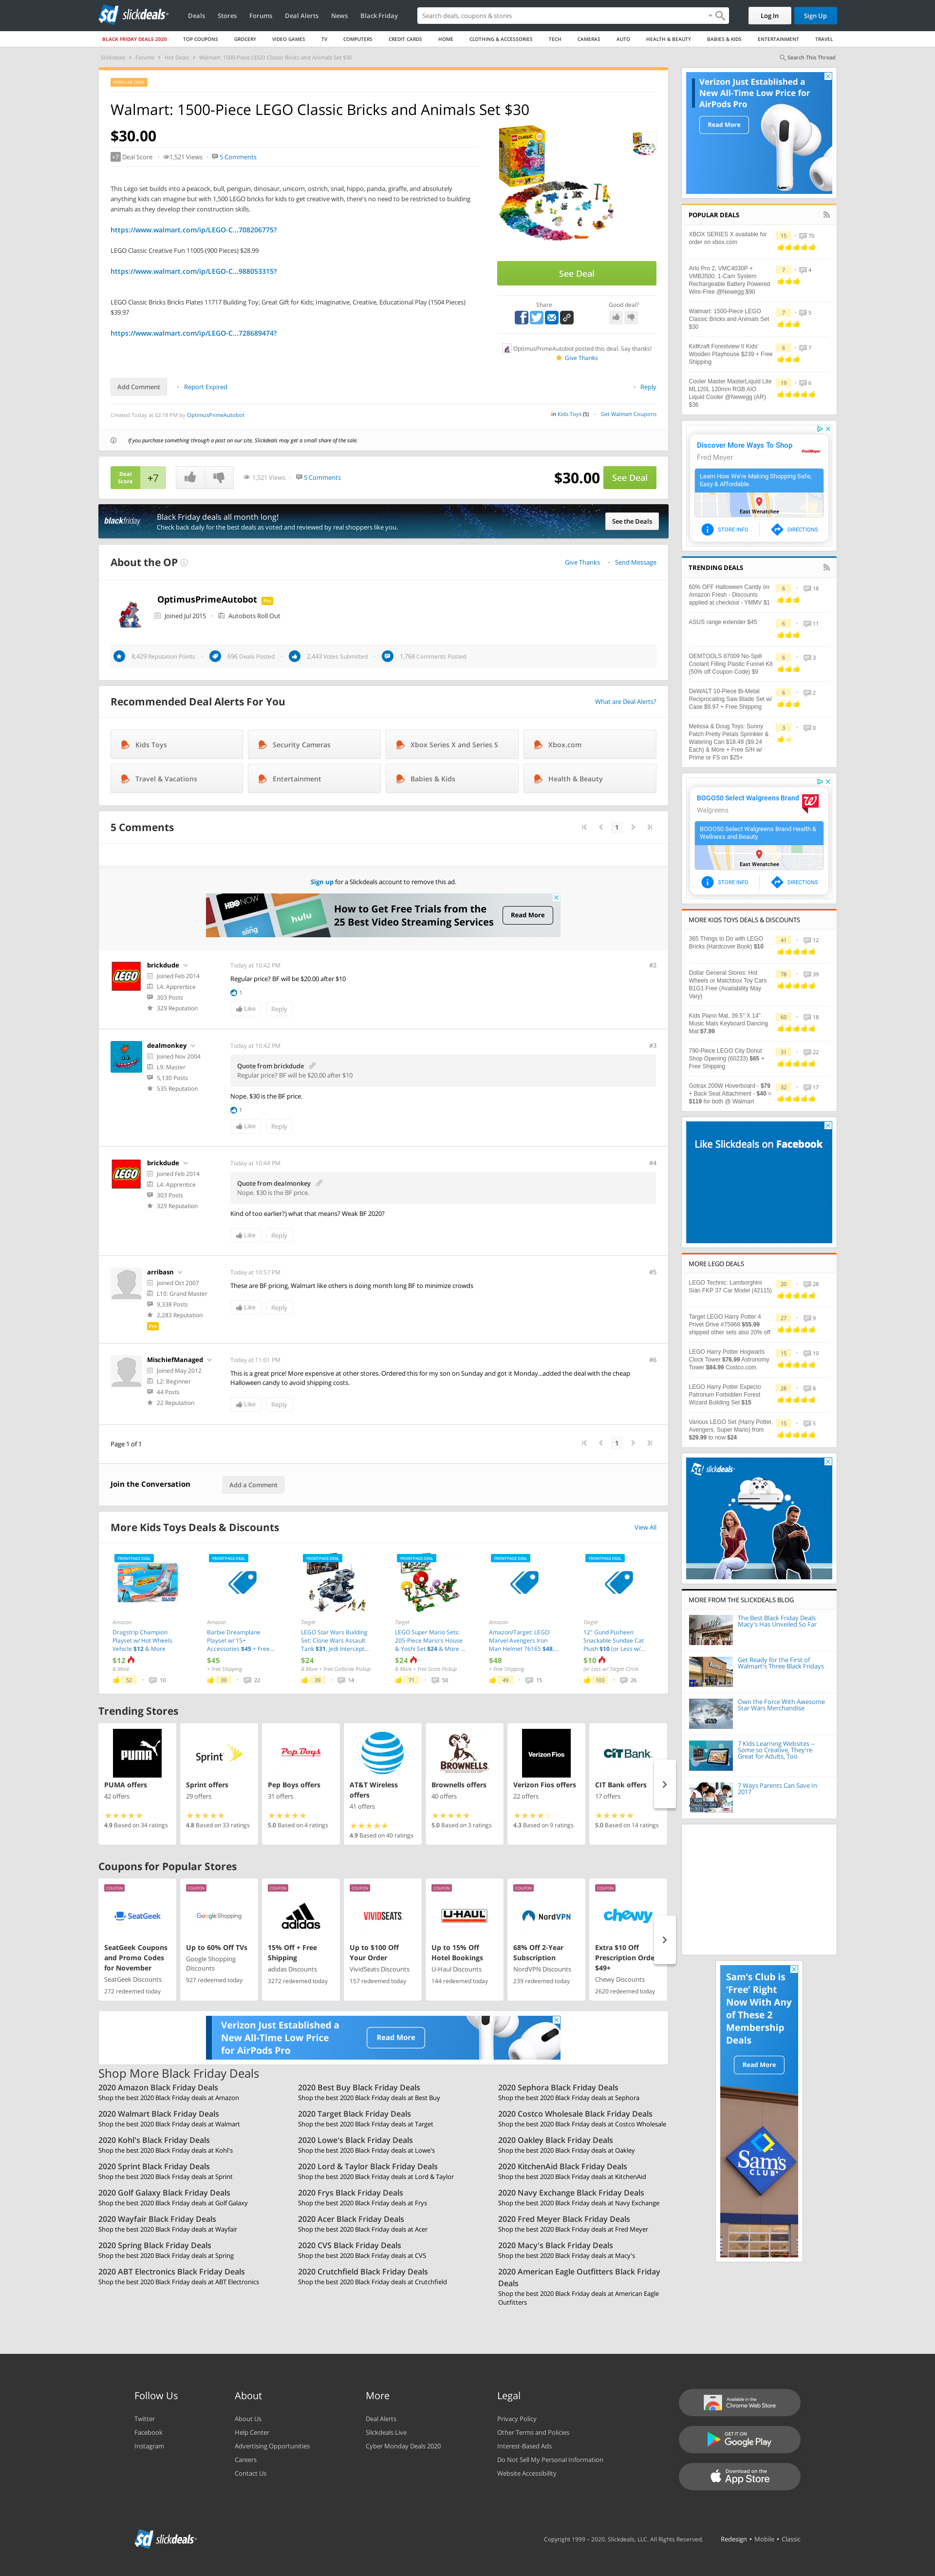 slickdeals
Deals Stores Forums Deal Alerts News Black Friday
Search deals, coupons & stores
Log In Sign Up
BLACK FRIDAY DEALS 2020 TOP COUPONS GROCERY VIDEO GAMES TV COMPUTERS CREDIT CARDS HOME CLOTHING & ACCESSORIES TECH CAMERAS AUTO HEALTH & BEAUTY BABIES & KIDS ENTERTAINMENT TRAVEL
Slickdeals Forums Hot Deals Walmart: 1500-Piece LEGO Classic Bricks and Animals Set $30
Search This Thread
POPULAR DEAL
Walmart: 1500-Piece LEGO Classic Bricks and Animals Set $30
$30.00
+7 Deal Score 1,521 Views 5 Comments
This Lego set builds into a peacock, bull, penguin, dinosaur, unicorn, ostrich, snail, hippo, panda, giraffe, and absolutely
anything kids can imagine but with 1,500 LEGO bricks for kids to get creative with, there's no need to be restricted to building
animals as they develop their construction skills.
https://www.walmart.com/ip/LEGO-C...708206775?
LEGO Classic Creative Fun 11005 (900 Pieces) $28.99
https://www.walmart.com/ip/LEGO-C...988053315?
LEGO Classic Bricks Bricks Plates 11717 Building Toy; Great Gift for Kids; Imaginative, Creative, Educational Play (1504 Pieces)
$39.97
https://www.walmart.com/ip/LEGO-C...728689474?
See Deal
Share Good deal?
OptimusPrimeAutobot posted this deal. Say thanks!
Give Thanks
Add Comment Report Expired Reply
Created Today at 02:18 PM by OptimusPrimeAutobot
in Kids Toys (5) Get Walmart Coupons
If you purchase something through a post on our site, Slickdeals may get a small share of the sale.
Deal
Score
+7
1,521 Views 5 Comments
$30.00 See Deal
blackfriday
Black Friday deals all month long!
Check back daily for the best deals as voted and reviewed by real shoppers like you.
See the Deals
About the OP
Give Thanks Send Message
OptimusPrimeAutobot Pro
Joined Jul 2015 Autobots Roll Out
8,429 Reputation Points 696 Deals Posted 2,443 Votes Submitted 1,768 Comments Posted
Recommended Deal Alerts For You
What are Deal Alerts?
Kids Toys Security Cameras Xbox Series X and Series S Xbox.com
Travel & Vacations Entertainment Babies & Kids Health & Beauty
5 Comments
1
Sign up for a Slickdeals account to remove this ad.
HBO NOW
hulu
sling
How to Get Free Trials from the
25 Best Video Streaming Services
Read More
brickdude
Joined Feb 2014
L4: Apprentice
303 Posts
329 Reputation
Today at 10:42 PM #2
Regular price? BF will be $20.00 after $10
1
Like Reply
dealmonkey
Joined Nov 2004
L9: Master
5,130 Posts
535 Reputation
Today at 10:42 PM #3
Quote from brickdude
Regular price? BF will be $20.00 after $10
Nope. $30 is the BF price.
1
Like Reply
brickdude
Joined Feb 2014
L4: Apprentice
303 Posts
329 Reputation
Today at 10:44 PM #4
Quote from dealmonkey
Nope. $30 is the BF price.
Kind of too earlier?) what that means? Weak BF 2020?
Like Reply
arribasn
Joined Oct 2007
L10: Grand Master
9,338 Posts
2,283 Reputation
Pro
Today at 10:57 PM #5
These are BF pricing, Walmart like others is doing month long BF to minimize crowds
Like Reply
MischiefManaged
Joined May 2012
L2: Beginner
44 Posts
22 Reputation
Today at 11:01 PM #6
This is a great price! More expensive at other stores. Ordered this for my son on Sunday and got it Monday...added the deal with the cheap
Halloween candy to avoid shipping costs.
Like Reply
Page 1 of 1
1
Join the Conversation Add a Comment
More Kids Toys Deals & Discounts
View All
FRONTPAGE DEAL
Amazon
Dragstrip Champion
Playset w/ Hot Wheels
Vehicle $12 & More
$12
& More
52 10
FRONTPAGE DEAL
Amazon
Barbie Dreamplane
Playset w/ 15+
Accessories $45 + Free...
$45
+ Free Shipping
39 22
FRONTPAGE DEAL
Target
LEGO Star Wars Building
Set: Clone Wars Assault
Tank $31, Jedi Intercept...
$24
& More + Free Curbside Pickup
39 14
FRONTPAGE DEAL
Target
LEGO Super Mario Sets:
205-Piece Mario's House
& Yoshi Set $24 & More ...
$24
& More + Free Store Pickup
71 50
FRONTPAGE DEAL
Amazon
Amazon/Target: LEGO
Marvel Avengers Iron
Man Helmet 76165 $48...
$48
+ Free Shipping
49 15
FRONTPAGE DEAL
Target
12" Gund Pusheen
Snackable Sundae Cat
Plush $10 (or Less w/...
$10
(or Less w/ Target Circle
103 26
Trending Stores
PUMA
PUMA offers
42 offers
4.9 Based on 34 ratings
Sprint
Sprint offers
29 offers
4.8 Based on 33 ratings
Pep Boys
Pep Boys offers
31 offers
5.0 Based on 4 ratings
AT&T Wireless
offers
41 offers
4.9 Based on 40 ratings
BROWNELLS
Brownells offers
40 offers
5.0 Based on 3 ratings
Verizon Fios
Verizon Fios offers
22 offers
4.3 Based on 9 ratings
CIT Bank
CIT Bank offers
17 offers
5.0 Based on 14 ratings
Coupons for Popular Stores
COUPON
SeatGeek
SeatGeek Coupons
and Promo Codes
for November
SeatGeek Discounts
272 redeemed today
COUPON
Google Shopping
Up to 60% Off TVs
Google Shopping
Discounts
927 redeemed today
COUPON
adidas
15% Off + Free
Shipping
adidas Discounts
3272 redeemed today
COUPON
VIVIDSEATS
Up to $100 Off
Your Order
VividSeats Discounts
157 redeemed today
COUPON
U-HAUL
Up to 15% Off
Hotel Bookings
U-Haul Discounts
144 redeemed today
COUPON
NordVPN
68% Off 2-Year
Subscription
NordVPN Discounts
239 redeemed today
COUPON
chewy
Extra $10 Off
Prescription Orde
$49+
Chewy Discounts
2620 redeemed today
Verizon Just Established a
New All-Time Low Price
for AirPods Pro
Read More
Shop More Black Friday Deals
2020 Amazon Black Friday Deals
Shop the best 2020 Black Friday deals at Amazon
2020 Walmart Black Friday Deals
Shop the best 2020 Black Friday deals at Walmart
2020 Kohl's Black Friday Deals
Shop the best 2020 Black Friday deals at Kohl's
2020 Sprint Black Friday Deals
Shop the best 2020 Black Friday deals at Sprint
2020 Golf Galaxy Black Friday Deals
Shop the best 2020 Black Friday deals at Golf Galaxy
2020 Wayfair Black Friday Deals
Shop the best 2020 Black Friday deals at Wayfair
2020 Spring Black Friday Deals
Shop the best 2020 Black Friday deals at Spring
2020 ABT Electronics Black Friday Deals
Shop the best 2020 Black Friday deals at ABT Electronics
2020 Best Buy Black Friday Deals
Shop the best 2020 Black Friday deals at Best Buy
2020 Target Black Friday Deals
Shop the best 2020 Black Friday deals at Target
2020 Lowe's Black Friday Deals
Shop the best 2020 Black Friday deals at Lowe's
2020 Lord & Taylor Black Friday Deals
Shop the best 2020 Black Friday deals at Lord & Taylor
2020 Frys Black Friday Deals
Shop the best 2020 Black Friday deals at Frys
2020 Acer Black Friday Deals
Shop the best 2020 Black Friday deals at Acer
2020 CVS Black Friday Deals
Shop the best 2020 Black Friday deals at CVS
2020 Crutchfield Black Friday Deals
Shop the best 2020 Black Friday deals at Crutchfield
2020 Sephora Black Friday Deals
Shop the best 2020 Black Friday deals at Sephora
2020 Costco Wholesale Black Friday Deals
Shop the best 2020 Black Friday deals at Costco Wholesale
2020 Oakley Black Friday Deals
Shop the best 2020 Black Friday deals at Oakley
2020 KitchenAid Black Friday Deals
Shop the best 2020 Black Friday deals at KitchenAid
2020 Navy Exchange Black Friday Deals
Shop the best 2020 Black Friday deals at Navy Exchange
2020 Fred Meyer Black Friday Deals
Shop the best 2020 Black Friday deals at Fred Meyer
2020 Macy's Black Friday Deals
Shop the best 2020 Black Friday deals at Macy's
2020 American Eagle Outfitters Black Friday
Deals
Shop the best 2020 Black Friday deals at American Eagle
Outfitters
Verizon Just Established a
New All-Time Low Price for
AirPods Pro
Read More
POPULAR DEALS
XBOX SERIES X available for
order on xbox.com
15 70
Arlo Pro 2, VMC4030P +
VMB3500, 1-Cam System
Rechargeable Battery Powered
Wire-Free @Newegg $90
7 4
Walmart: 1500-Piece LEGO
Classic Bricks and Animals Set
$30
7 5
KidKraft Forestview II Kids'
Wooden Playhouse $239 + Free
Shipping
6 7
Cooler Master MasterLiquid Lite
ML120L 120mm RGB AIO
Liquid Cooler @Newegg (AR)
$36
19 6
Discover More Ways To Shop
Fred Meyer
Learn How We're Making Shopping Safe,
Easy & Affordable.
East Wenatchee
STORE INFO DIRECTIONS
TRENDING DEALS
60% OFF Halloween Candy on
Amazon Fresh - Discounts
applied at checkout - YMMV $1
6 18
ASUS range extender $45
6 11
OEMTOOLS 87009 No-Spill
Coolant Filling Plastic Funnel Kit
(50% off Coupon Code) $9
6 3
DeWALT 10-Piece Bi-Metal
Reciprocating Saw Blade Set w/
Case $9.97 + Free Shipping
6 2
Melissa & Doug Toys: Sunny
Patch Pretty Petals Sprinkler &
Watering Can $18.48 ($9.24
Each) & More + Free S/H w/
Prime or FS on $25+
3 0
BOGO50 Select Walgreens Brand
Walgreens
BOGO50 Select Walgreens Brand Health &
Wellness and Beauty.
East Wenatchee
STORE INFO DIRECTIONS
MORE KIDS TOYS DEALS & DISCOUNTS
365 Things to Do with LEGO
Bricks (Hardcover Book) $10
41 12
Dollar General Stores: Hot
Wheels or Matchbox Toy Cars
B1G1 Free (Availability May
Vary)
78 39
Kids Piano Mat, 39.5" X 14"
Music Mats Keyboard Dancing
Mat $7.99
60 18
790-Piece LEGO City Donut
Shop Opening (60233) $65 +
Free Shipping
31 22
Gotrax 200W Hoverboard - $79
+ Back Seat Attachment - $40 =
$119 for both @ Walmart
32 17
Like Slickdeals on Facebook
MORE LEGO DEALS
LEGO Technic: Lamborghini
Sián FKP 37 Car Model (42115)
20 28
Target LEGO Harry Potter 4
Privet Drive #75968 $55.99
shipped other sets also 20% off
27 9
LEGO Harry Potter Hogwarts
Clock Tower $76.99 Astronomy
Tower $84.99 Costco.com
15 10
LEGO Harry Potter Expecto
Patronum Forbidden Forest
Wizard Building Set $15
28 8
Various LEGO Set (Harry Potter,
Avengers, Super Mario) from
$29.99 to now $24
15 5
slickdeals
MORE FROM THE SLICKDEALS BLOG
The Best Black Friday Deals
Macy's Has Unveiled So Far
Get Ready for the First of
Walmart's Three Black Fridays
Own the Force With Awesome
Star Wars Merchandise
7 Kids Learning Websites --
Some so Creative, They're
Great for Adults, Too
7 Ways Parents Can Save In
2017
Sam's Club is
'Free' Right
Now With Any
of These 2
Membership
Deals
Read More
Sam's
CLUB
Follow Us
Twitter
Facebook
Instagram
About
About Us
Help Center
Advertising Opportunities
Careers
Contact Us
More
Deal Alerts
Slickdeals Live
Cyber Monday Deals 2020
Legal
Privacy Policy
Other Terms and Policies
Interest-Based Ads
Do Not Sell My Personal Information
Website Accessibility
Available in the
Chrome Web Store
GET IT ON
Google Play
Download on the
App Store
slickdeals
Copyright 1999 - 2020. Slickdeals, LLC. All Rights Reserved. Redesign • Mobile • Classic